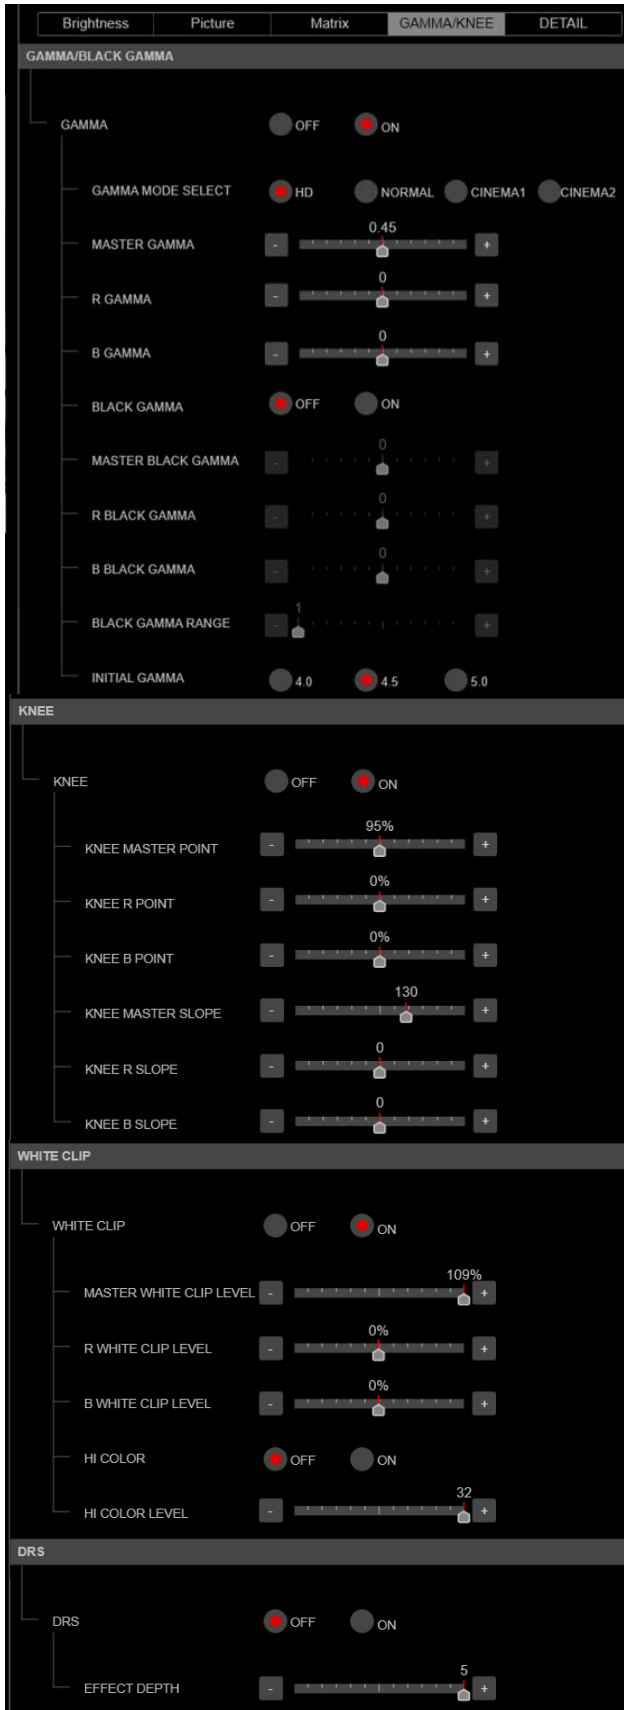 Brightness Picture Matrix GAMMA/KNEE DETAIL
GAMMA/BLACK GAMMA
GAMMA OFF ON
GAMMA MODE SELECT HD NORMAL CINEMA1 CINEMA2
0.45
MASTER GAMMA - +
0
R GAMMA - +
0
B GAMMA - +
BLACK GAMMA OFF ON
0
MASTER BLACK GAMMA - +
0
R BLACK GAMMA - +
0
B BLACK GAMMA - +
1
BLACK GAMMA RANGE - +
INITIAL GAMMA 4.0 4.5 5.0
KNEE
KNEE OFF ON
95%
KNEE MASTER POINT - +
0%
KNEE R POINT - +
0%
KNEE B POINT - +
130
KNEE MASTER SLOPE - +
0
KNEE R SLOPE - +
0
KNEE B SLOPE - +
WHITE CLIP
WHITE CLIP OFF ON
109%
MASTER WHITE CLIP LEVEL - +
0%
R WHITE CLIP LEVEL - +
0%
B WHITE CLIP LEVEL - +
HI COLOR OFF ON
32
HI COLOR LEVEL - +
DRS
DRS OFF ON
5
EFFECT DEPTH - +